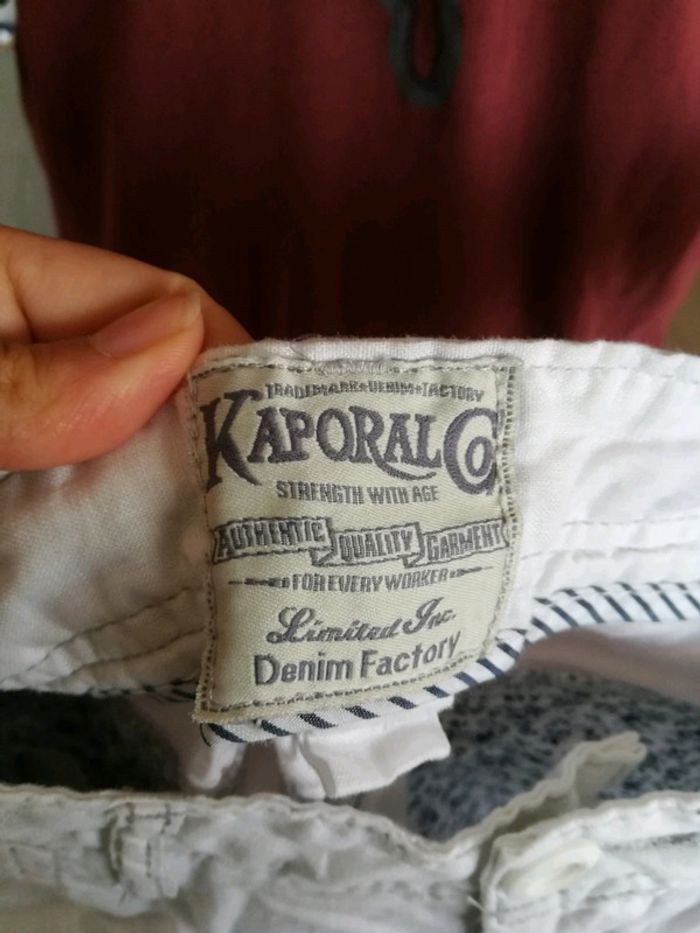 TRADEMARK★DENIM★FACTORY
KAPORAL Co
STRENGTH WITH AGE
AUTHENTIC QUALITY GARMENT
FOR EVERY WORKER
Limited Inc.
Denim Factory